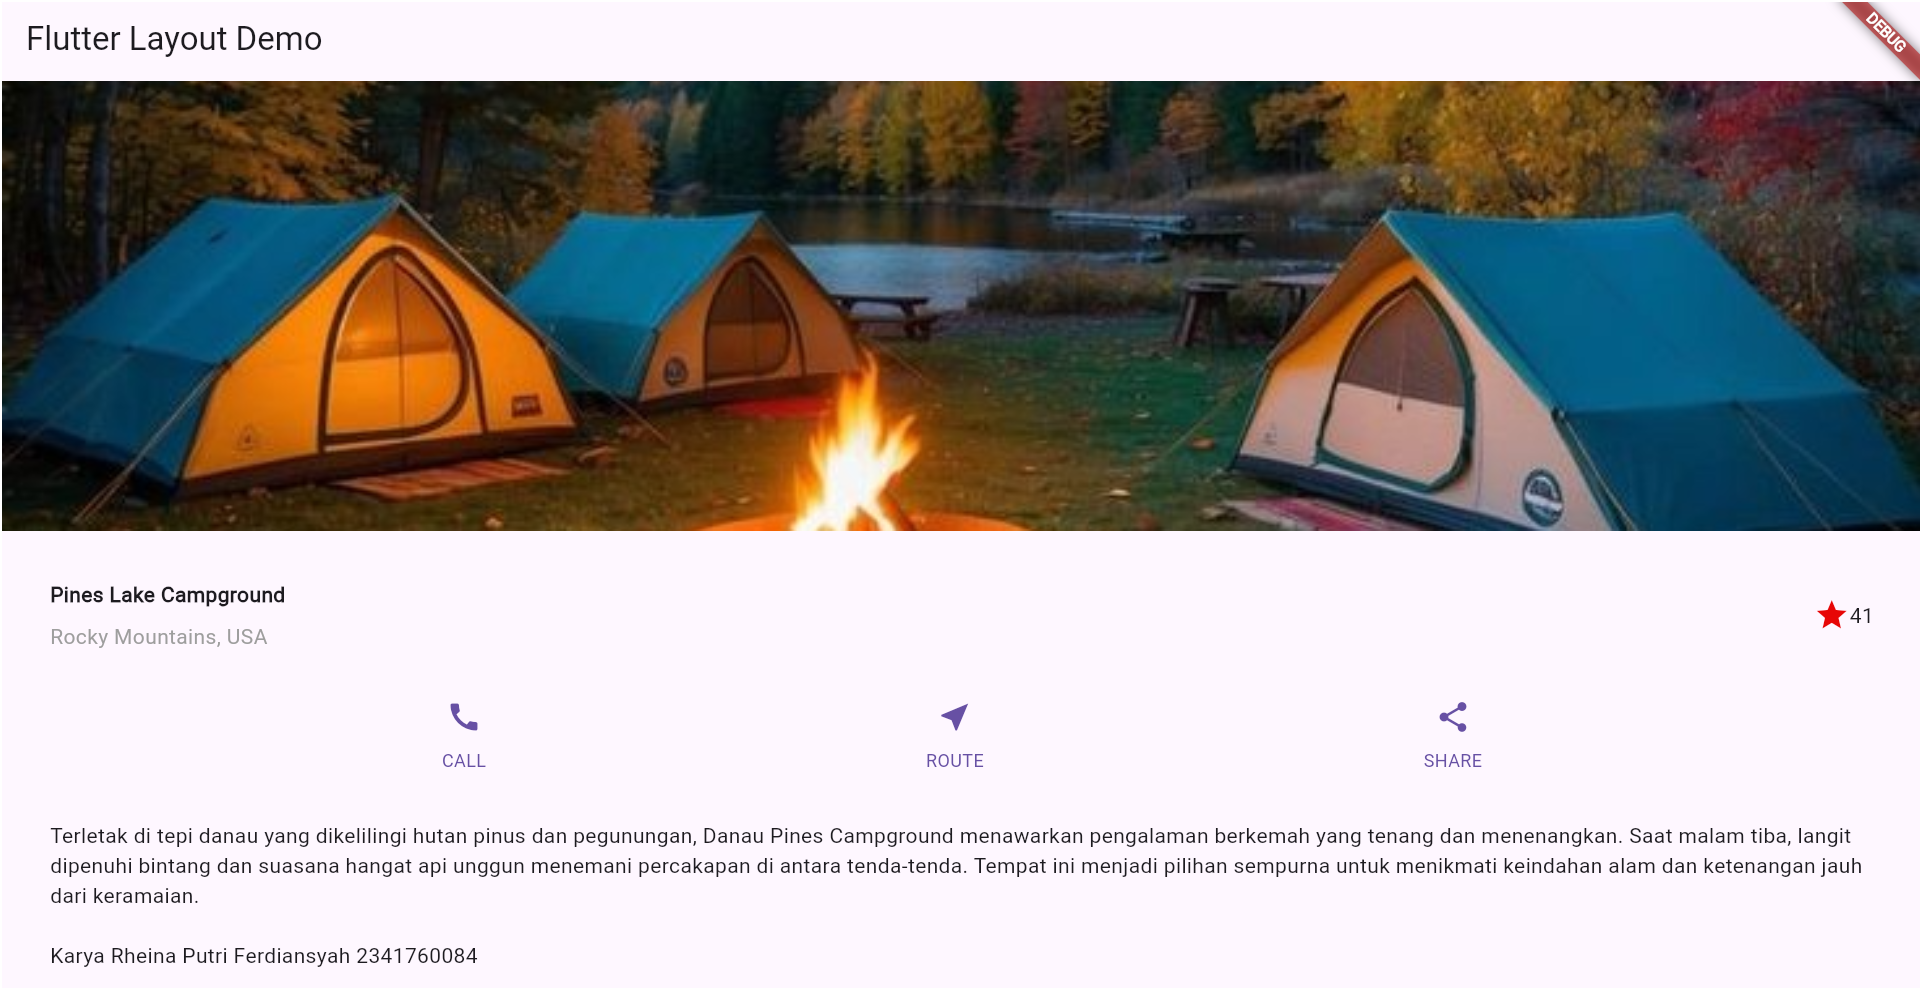 Flutter Layout Demo
DEBUG
Pines Lake Campground
Rocky Mountains, USA
41
CALL
ROUTE
SHARE
Terletak di tepi danau yang dikelilingi hutan pinus dan pegunungan, Danau Pines Campground menawarkan pengalaman berkemah yang tenang dan menenangkan. Saat malam tiba, langit
dipenuhi bintang dan suasana hangat api unggun menemani percakapan di antara tenda-tenda. Tempat ini menjadi pilihan sempurna untuk menikmati keindahan alam dan ketenangan jauh
dari keramaian.
Karya Rheina Putri Ferdiansyah 2341760084